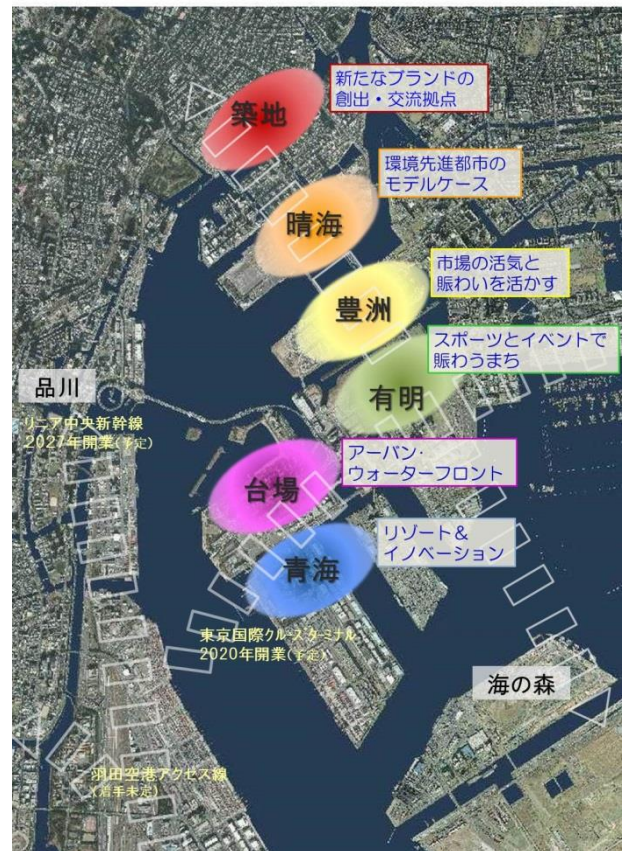 築地
新たなブランドの
創出・交流拠点
晴海
環境先進都市の
モデルケース
豊洲
市場の活気と
賑わいを活かす
有明
スポーツとイベントで
賑わうまち
品川
リニア中央新幹線
2027年開業(予定)
台場
アーバン・
ウォーターフロント
青海
リゾート＆
イノベーション
東京国際クルーズターミナル
2020年開業(予定)
海の森
羽田空港アクセス線
(着手未定)